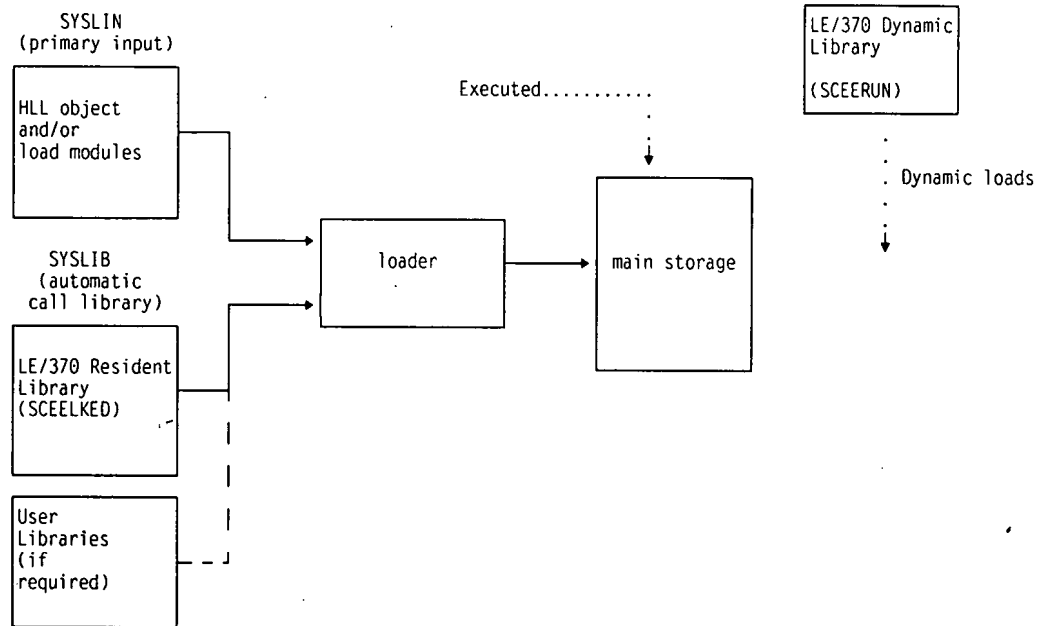 SYSLIN
(primary input)
HLL object
and/or
load modules
SYSLIB
(automatic
call library)
LE/370 Resident
Library
(SCEELKED)
User
Libraries
(if
required)
loader
Executed...........
main storage
LE/370 Dynamic
Library
(SCEERUN)
Dynamic loads